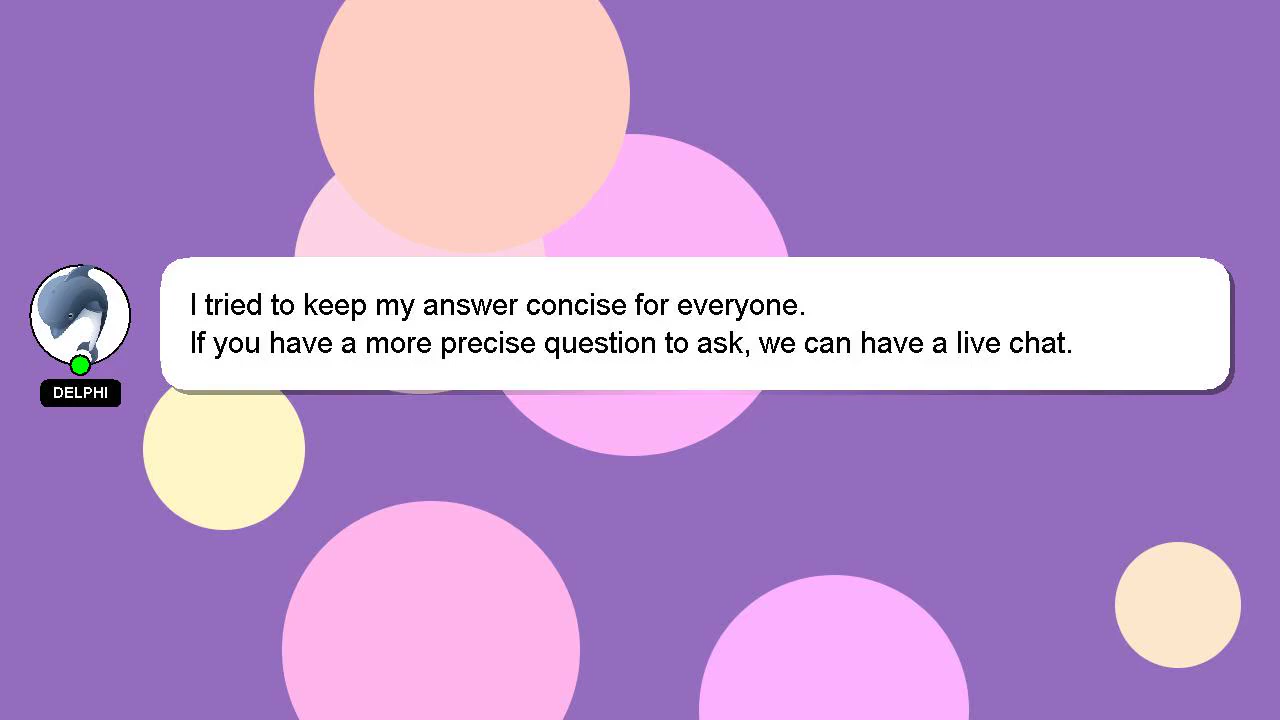 I tried to keep my answer concise for everyone.
If you have a more precise question to ask, we can have a live chat.
DELPHI